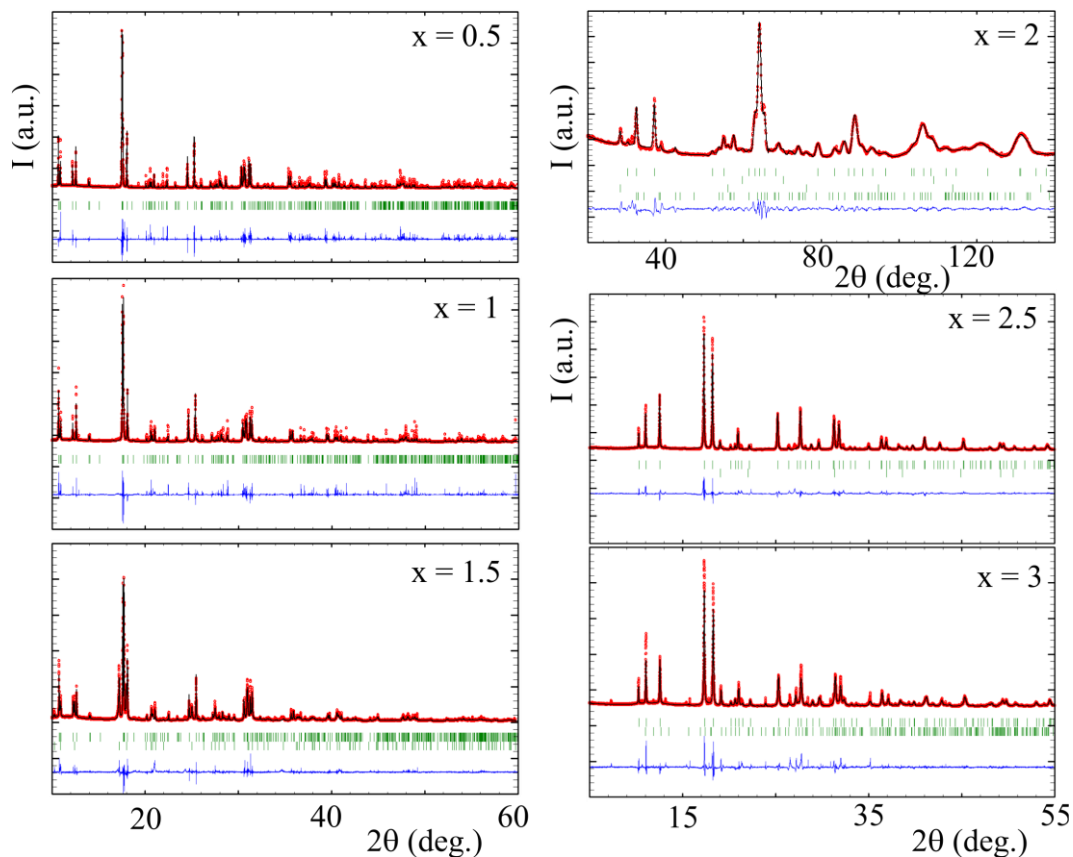 x = 0.5
I (a.u.)
x = 1
x = 1.5
20
40
60
2θ (deg.)
x = 2
I (a.u.)
40
80
120
2θ (deg.)
x = 2.5
I (a.u.)
x = 3
15
35
55
2θ (deg.)